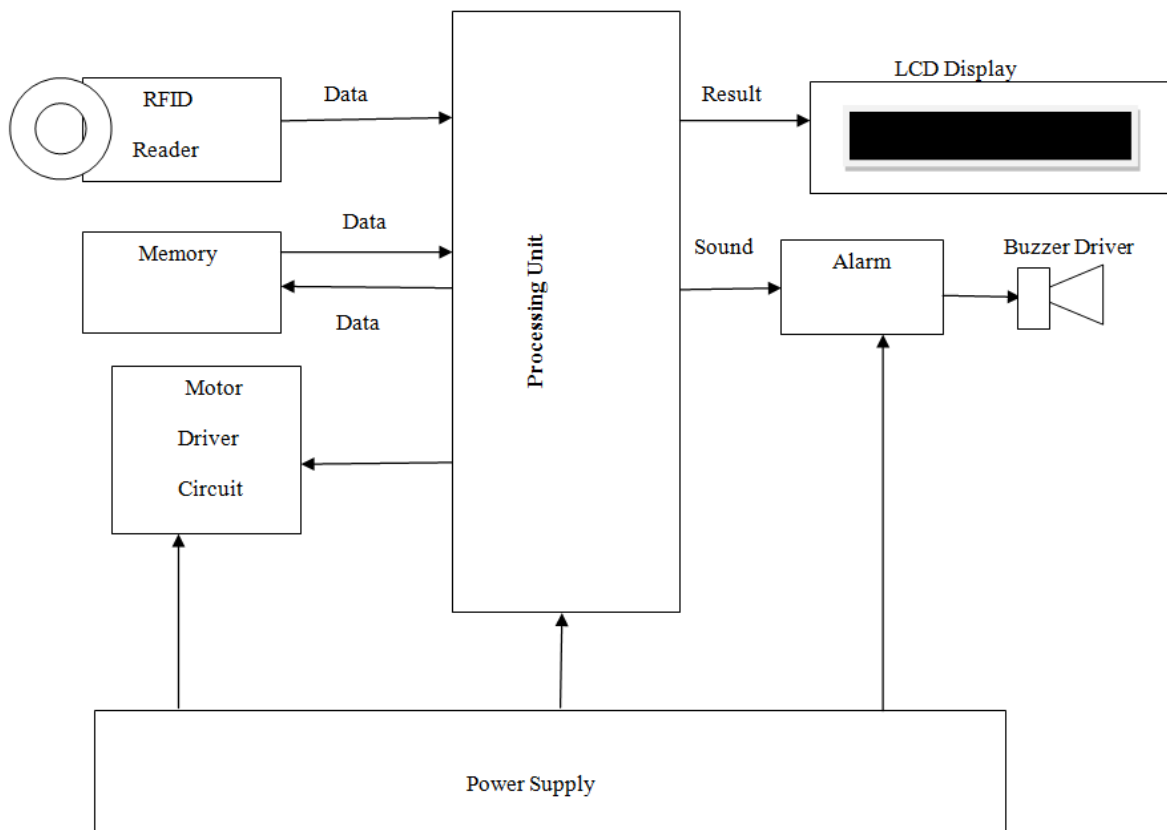 RFID
Reader
Data
Result
LCD Display
Memory
Data
Data
Processing Unit
Sound
Alarm
Buzzer Driver
Motor
Driver
Circuit
Power Supply